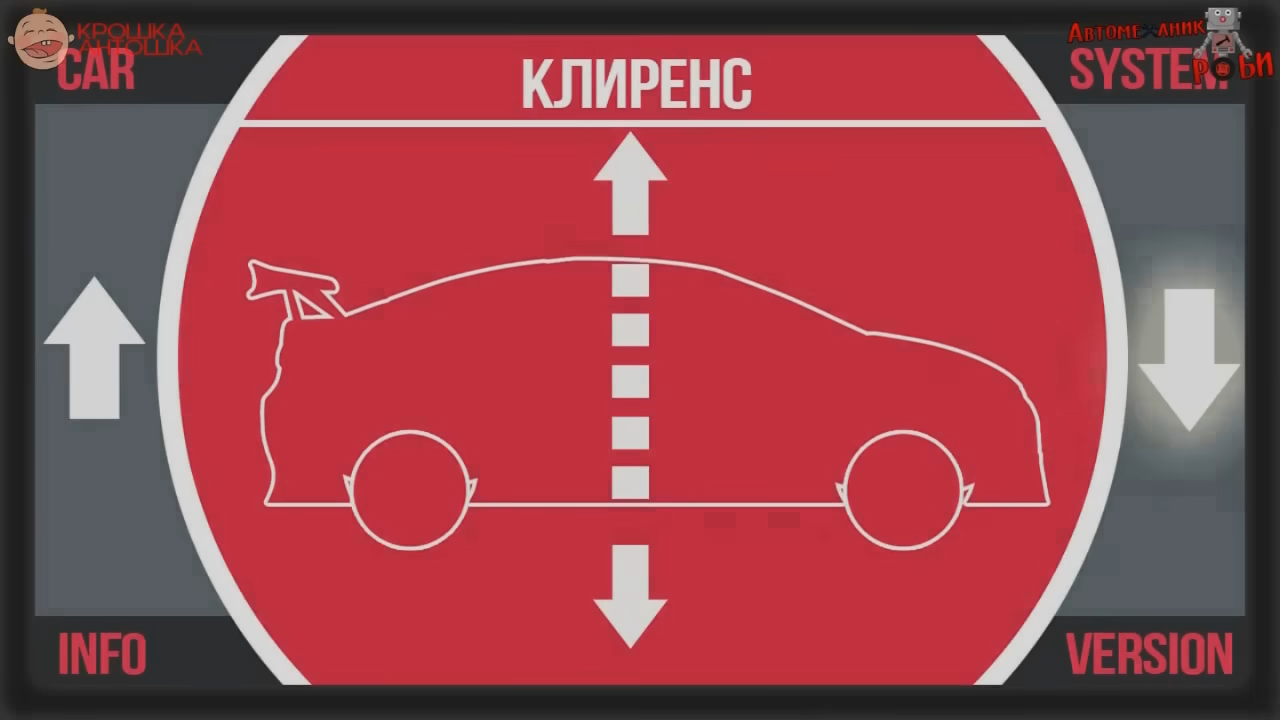 КРОШКА
АНТОШКА
Автомеханик
РОБИ
CAR
SYSTEM
КЛИРЕНС
INFO
VERSION